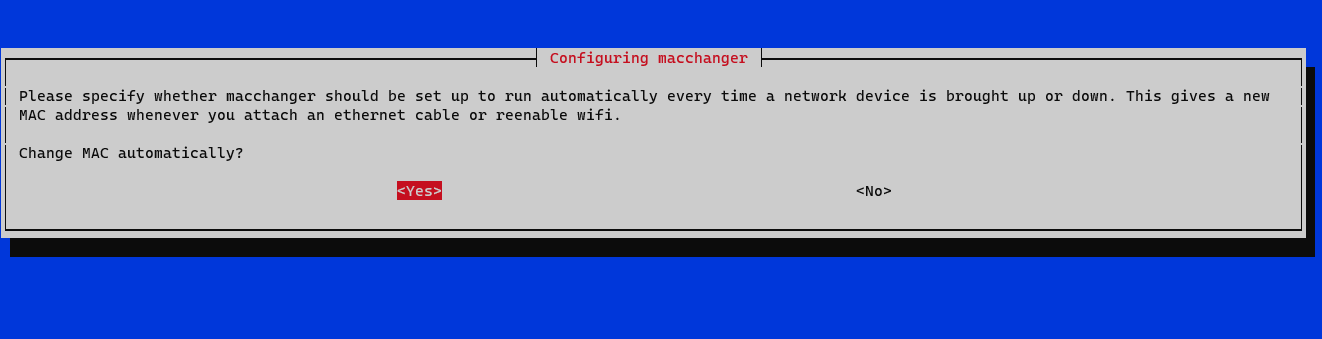 Configuring macchanger
Please specify whether macchanger should be set up to run automatically every time a network device is brought up or down. This gives a new
MAC address whenever you attach an ethernet cable or reenable wifi.
Change MAC automatically?
<Yes> <No>